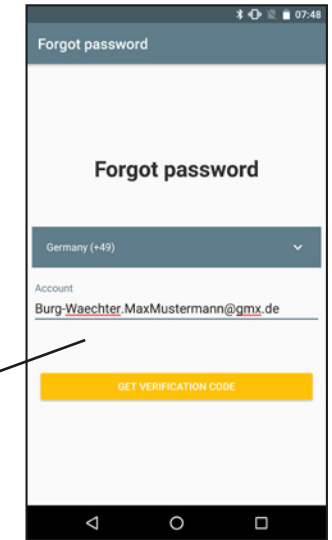 07:48
Forgot password
Forgot password
Germany (+49)
Account
Burg-Waechter.MaxMustermann@gmx.de
GET VERIFICATION CODE